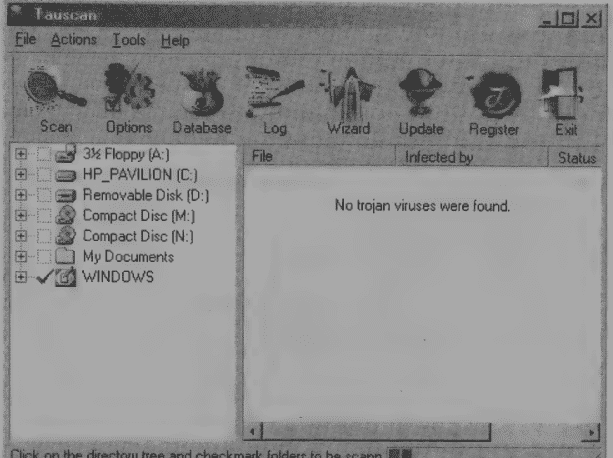 Tauscan
File Actions Tools Help
Scan Options Database Log Wizard Update Register Exit
3½ Floppy (A:)
HP_PAVILION (C:)
Removable Disk (D:)
Compact Disc (M:)
Compact Disc (N:)
My Documents
WINDOWS
File Infected by Status
No trojan viruses were found.
Click on the directory tree and checkmark folders to be scann